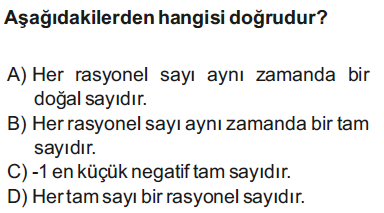 Aşağıdakilerden hangisi doğrudur?
A) Her rasyonel sayı aynı zamanda bir
doğal sayıdır.
B) Her rasyonel sayı aynı zamanda bir tam
sayıdır.
C) -1 en küçük negatif tam sayıdır.
D) Her tam sayı bir rasyonel sayıdır.